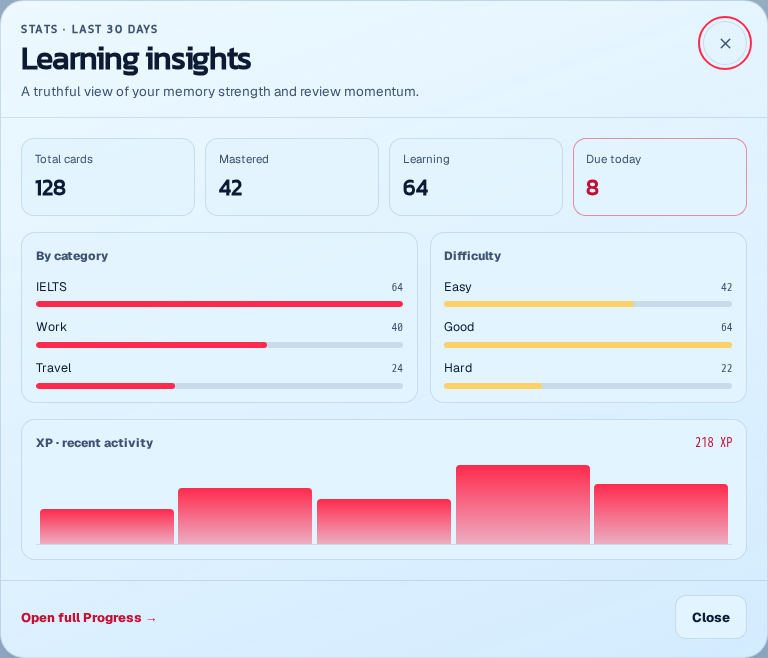 STATS · LAST 30 DAYS
Learning insights
A truthful view of your memory strength and review momentum.
Total cards
128
Mastered
42
Learning
64
Due today
8
By category
IELTS 64
Work 40
Travel 24
Difficulty
Easy 42
Good 64
Hard 22
XP · recent activity 218 XP
Open full Progress →
Close